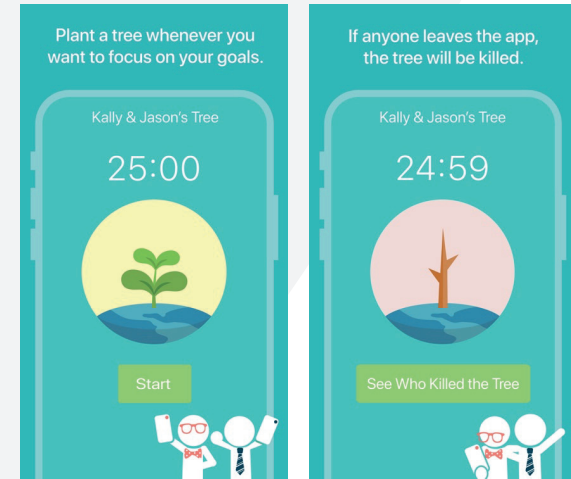 Plant a tree whenever you
want to focus on your goals.
Kally & Jason's Tree
25:00
Start
If anyone leaves the app,
the tree will be killed.
Kally & Jason's Tree
24:59
See Who Killed the Tree